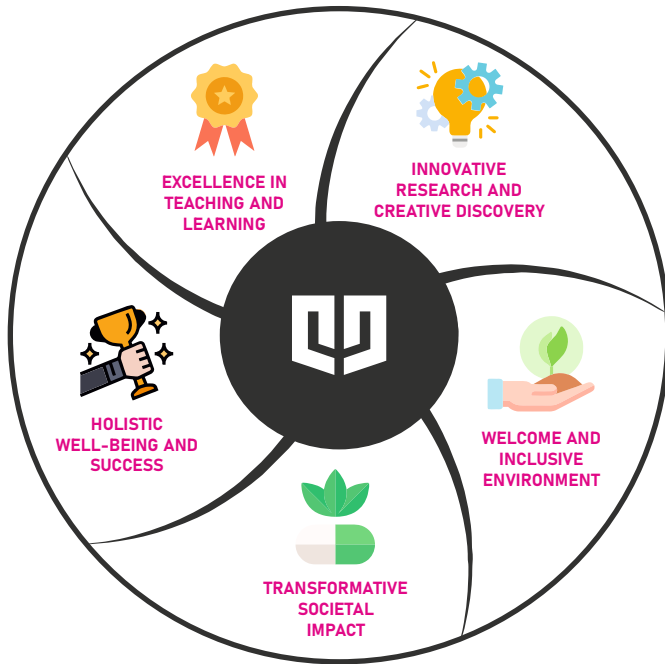 EXCELLENCE IN
TEACHING AND
LEARNING
INNOVATIVE
RESEARCH AND
CREATIVE DISCOVERY
WELCOME AND
INCLUSIVE
ENVIRONMENT
TRANSFORMATIVE
SOCIETAL
IMPACT
HOLISTIC
WELL-BEING AND
SUCCESS